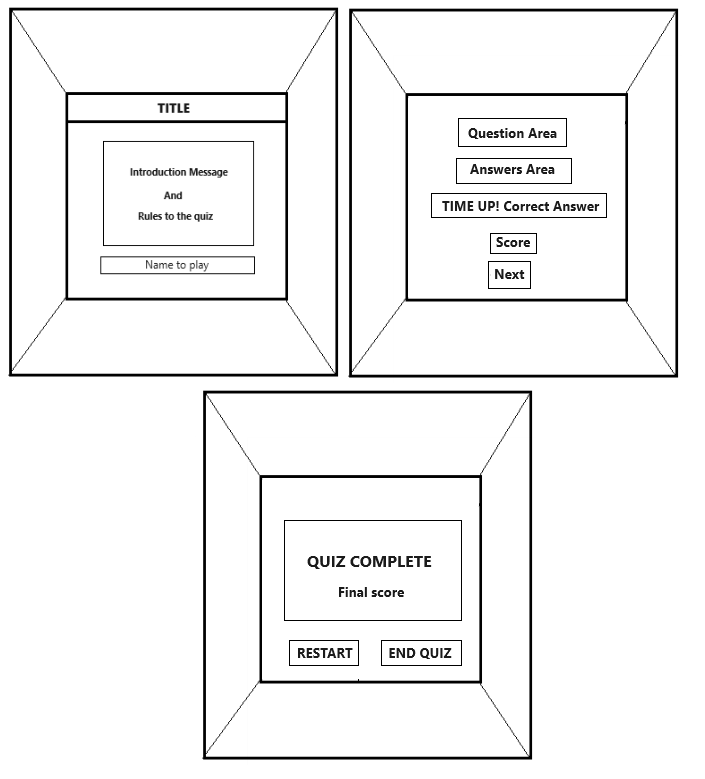 TITLE
Introduction Message
And
Rules to the quiz
Name to play
Question Area
Answers Area
TIME UP! Correct Answer
Score
Next
QUIZ COMPLETE
Final score
RESTART
END QUIZ